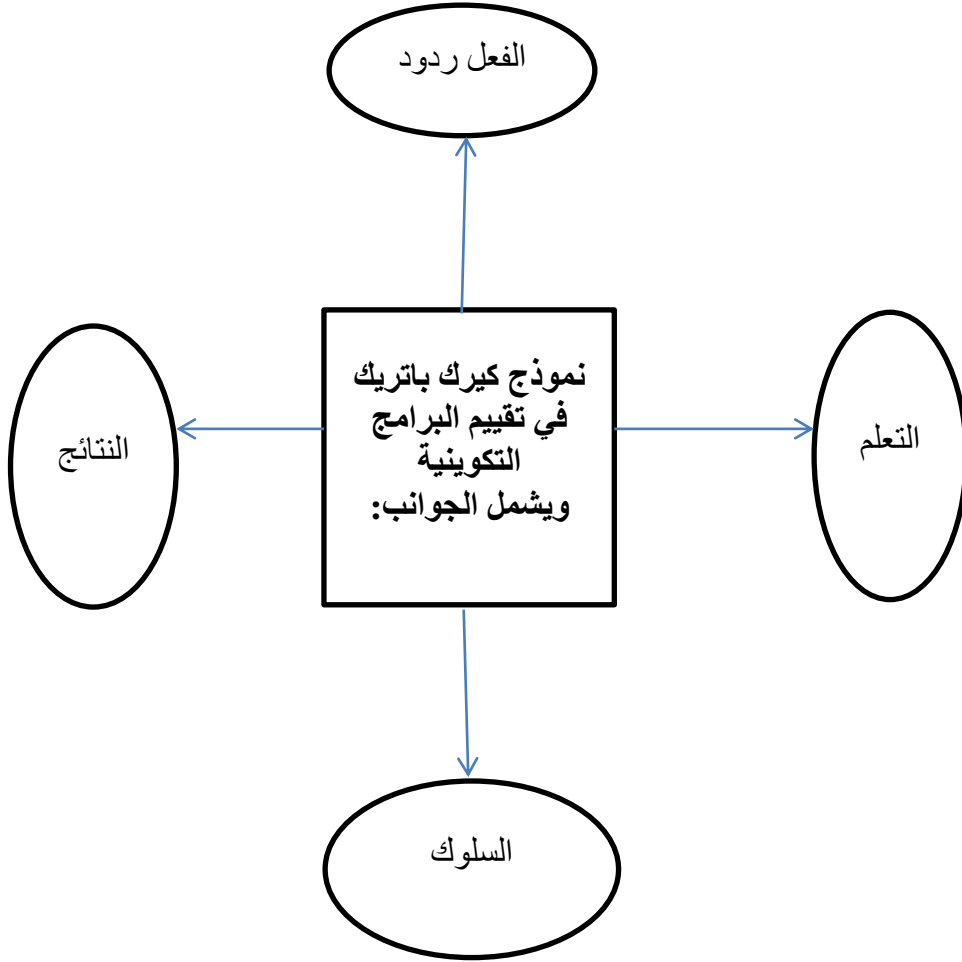 الفعل ردود
نموذج كيرك باتريك
في تقييم البرامج
التكوينية
ويشمل الجوانب:
التعلم
النتائج
السلوك